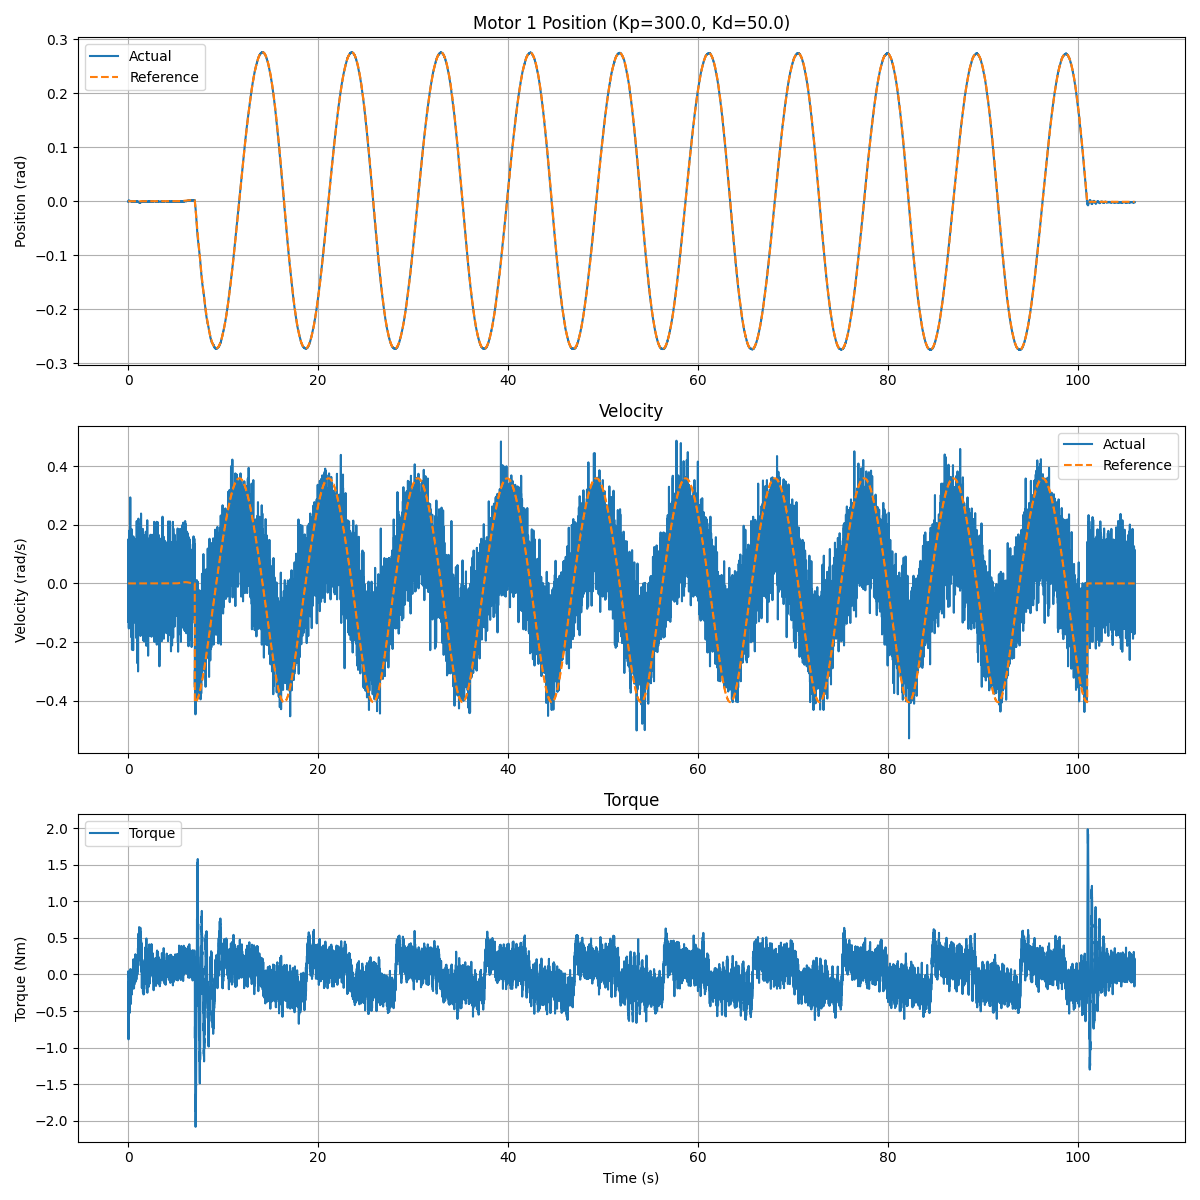 Motor 1 Position (Kp=300.0, Kd=50.0)
0.3
0.2
0.1
0.0
−0.1
−0.2
−0.3
Position (rad)
Actual
Reference
0 20 40 60 80 100
Velocity
0.4
0.2
0.0
−0.2
−0.4
Velocity (rad/s)
Actual
Reference
0 20 40 60 80 100
Torque
2.0
1.5
1.0
0.5
0.0
−0.5
−1.0
−1.5
−2.0
Torque (Nm)
Torque
0 20 40 60 80 100
Time (s)